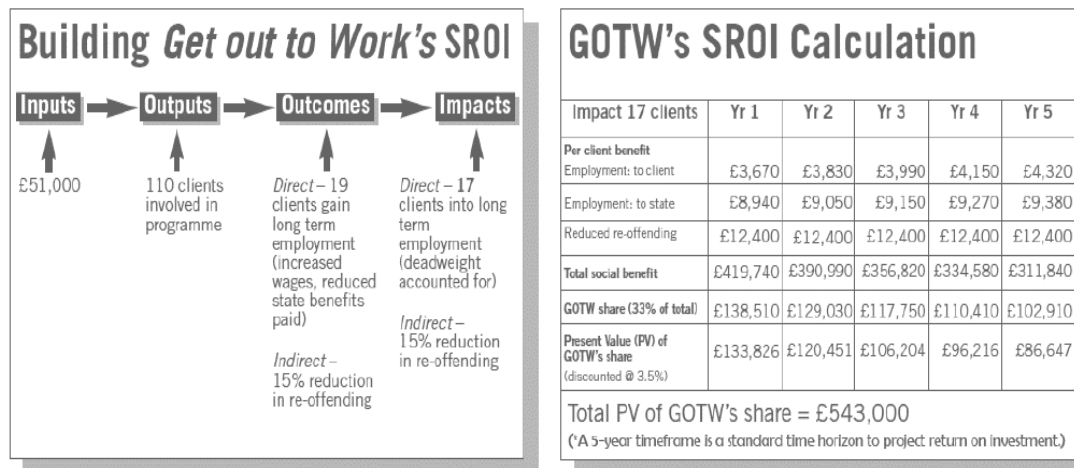 Building Get out to Work's SROI
Inputs
Outputs
Outcomes
Impacts
£51,000
110 clients
involved in
programme
Direct – 19
clients gain
long term
employment
(increased
wages, reduced
state benefits
paid)
Indirect –
15% reduction
in re-offending
Direct – 17
clients into long
term
employment
(deadweight
accounted for)
Indirect –
15% reduction
in re-offending
GOTW's SROI Calculation
Impact 17 clients Yr 1 Yr 2 Yr 3 Yr 4 Yr 5
Per client benefit
Employment: to client £3,670 £3,830 £3,990 £4,150 £4,320
Employment: to state £8,940 £9,050 £9,150 £9,270 £9,380
Reduced re-offending £12,400 £12,400 £12,400 £12,400 £12,400
Total social benefit £419,740 £390,990 £356,820 £334,580 £311,840
GOTW share (33% of total) £138,510 £129,030 £117,750 £110,410 £102,910
Present Value (PV) of
GOTW's share £133,826 £120,451 £106,204 £96,216 £86,647
(discounted @ 3.5%)
Total PV of GOTW's share = £543,000
(*A 5-year timeframe is a standard time horizon to project return on investment.)